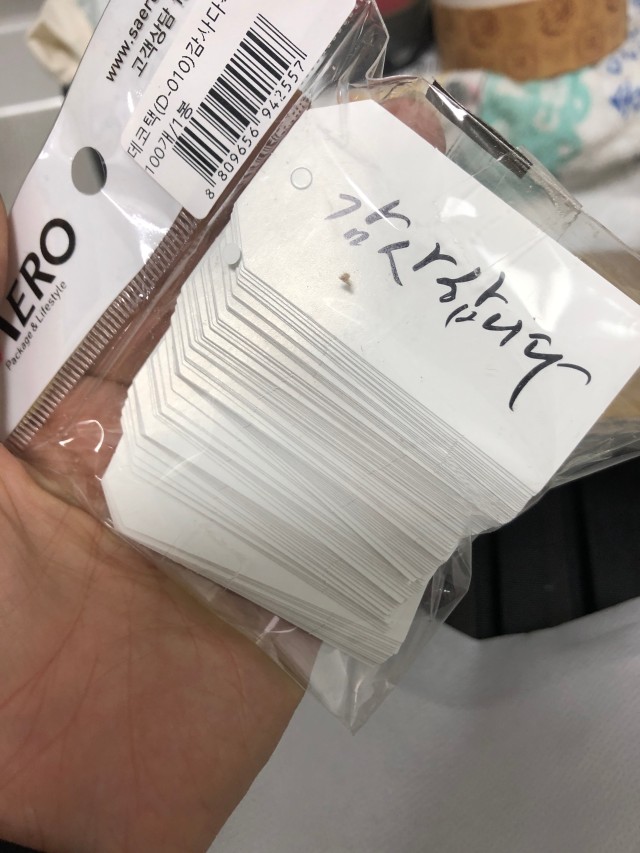 www.saer
고객상담
데코택(D-010)감사다
100개/1봉
8 809656 942557
ERO
Package & Lifestyle
감사합니다